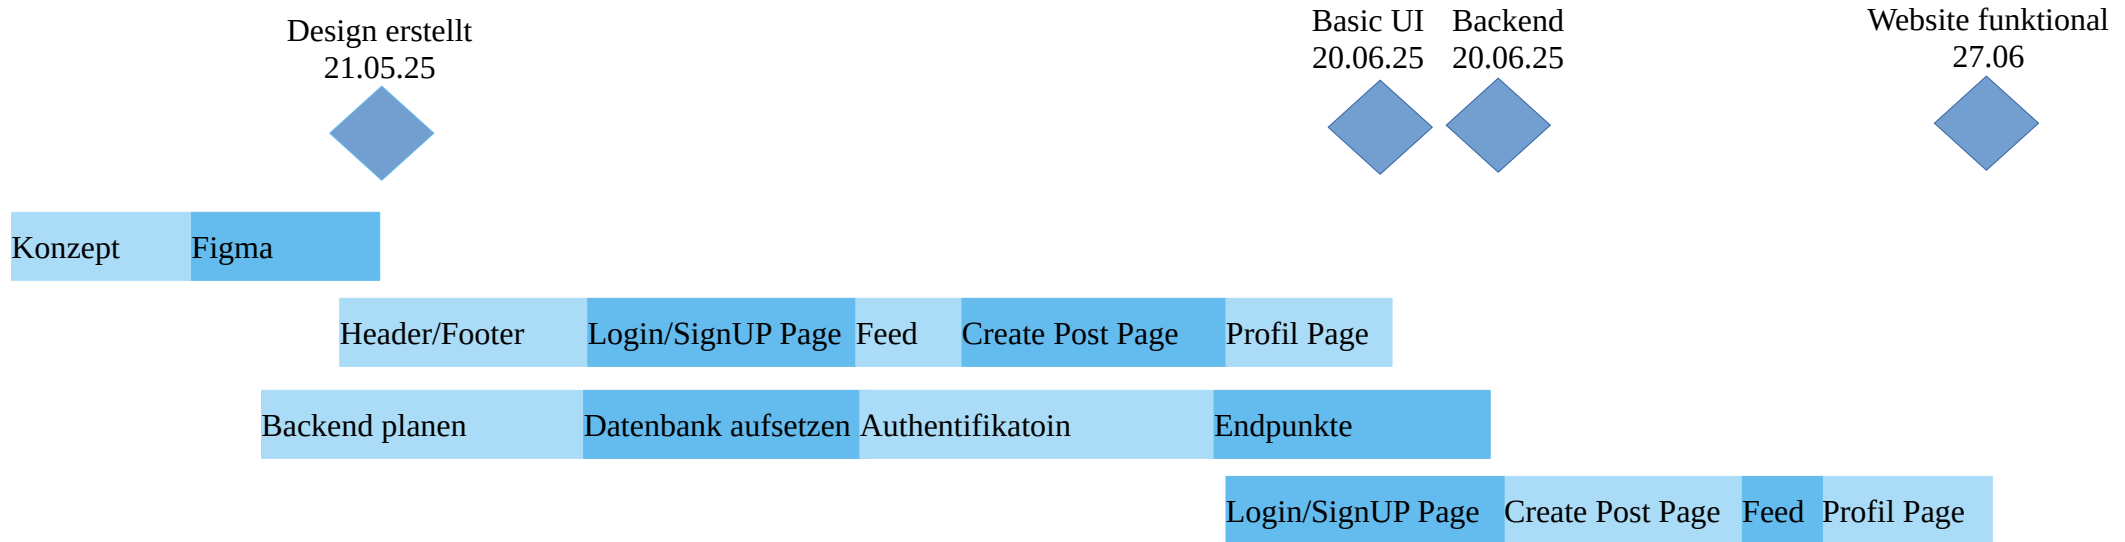 Design erstellt
21.05.25
Basic UI
20.06.25
Backend
20.06.25
Website funktional
27.06
Konzept
Figma
Header/Footer
Login/SignUP Page
Feed
Create Post Page
Profil Page
Backend planen
Datenbank aufsetzen
Authentifikatoin
Endpunkte
Login/SignUP Page
Create Post Page
Feed
Profil Page